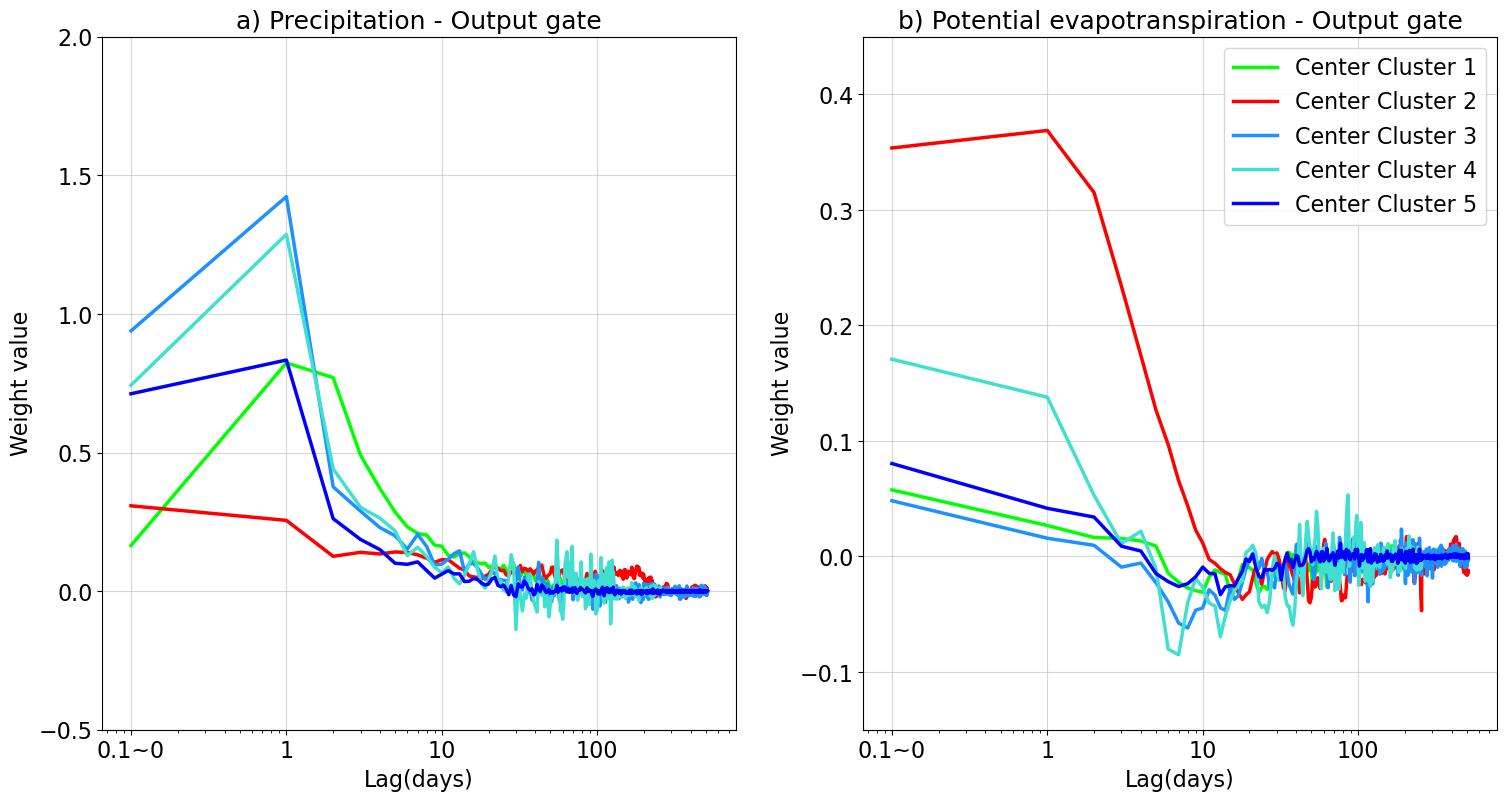 a) Precipitation - Output gate
2.0
1.5
1.0
0.5
0.0
−0.5
Weight value
0.1~0
1
10
100
Lag(days)
b) Potential evapotranspiration - Output gate
Center Cluster 1
Center Cluster 2
Center Cluster 3
Center Cluster 4
Center Cluster 5
0.4
0.3
0.2
0.1
0.0
−0.1
Weight value
0.1~0
1
10
100
Lag(days)